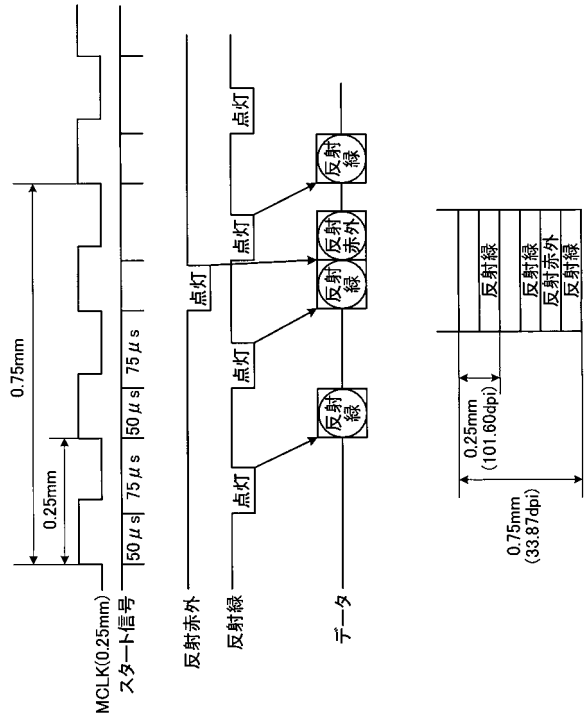 0.75mm
0.25mm
MCLK(0.25mm)
スタート信号
50μs
75μs
50μs
75μs
反射赤外
点灯
反射緑
点灯
点灯
点灯
点灯
データ
反射
緑
反射
緑
反射
赤外
反射
緑
0.25mm
(101.60dpi)
0.75mm
(33.87dpi)
反射緑
反射緑
反射赤外
反射緑